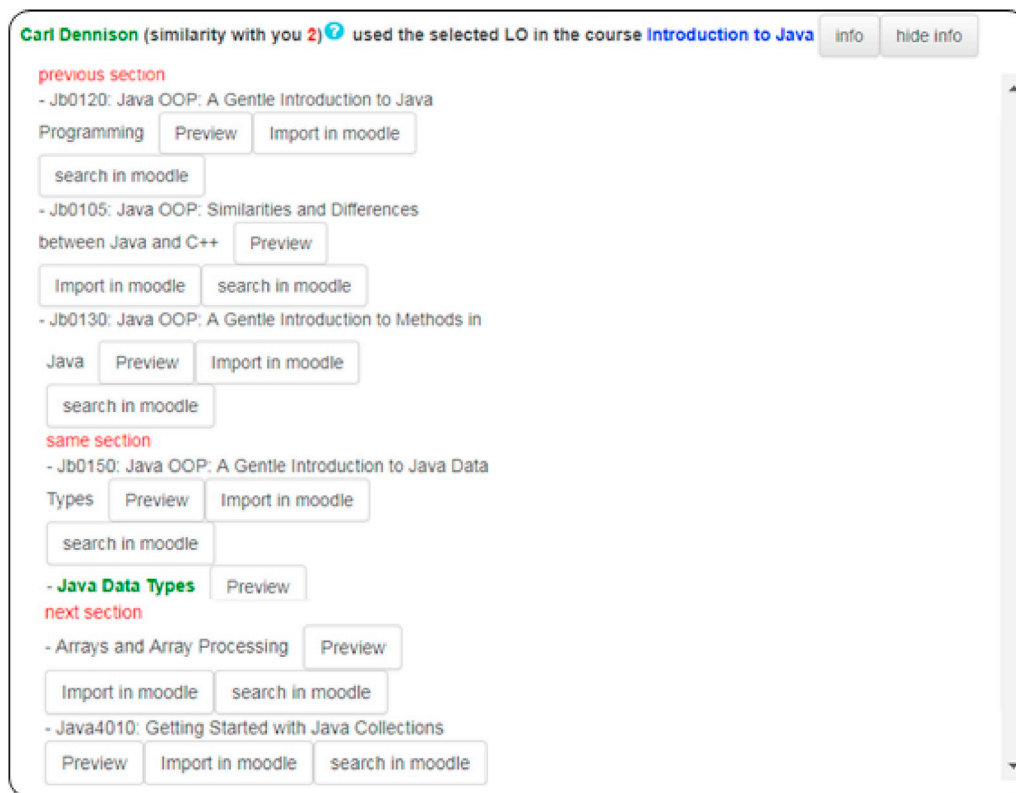 Carl Dennison (similarity with you 2)? used the selected LO in the course Introduction to Java info hide info
previous section
- Jb0120: Java OOP: A Gentle Introduction to Java
Programming Preview Import in moodle
search in moodle
- Jb0105: Java OOP: Similarities and Differences
between Java and C++ Preview
Import in moodle search in moodle
- Jb0130: Java OOP: A Gentle Introduction to Methods in
Java Preview Import in moodle
search in moodle
same section
- Jb0150: Java OOP: A Gentle Introduction to Java Data
Types Preview Import in moodle
search in moodle
- Java Data Types Preview
next section
- Arrays and Array Processing Preview
Import in moodle search in moodle
- Java4010: Getting Started with Java Collections
Preview Import in moodle search in moodle